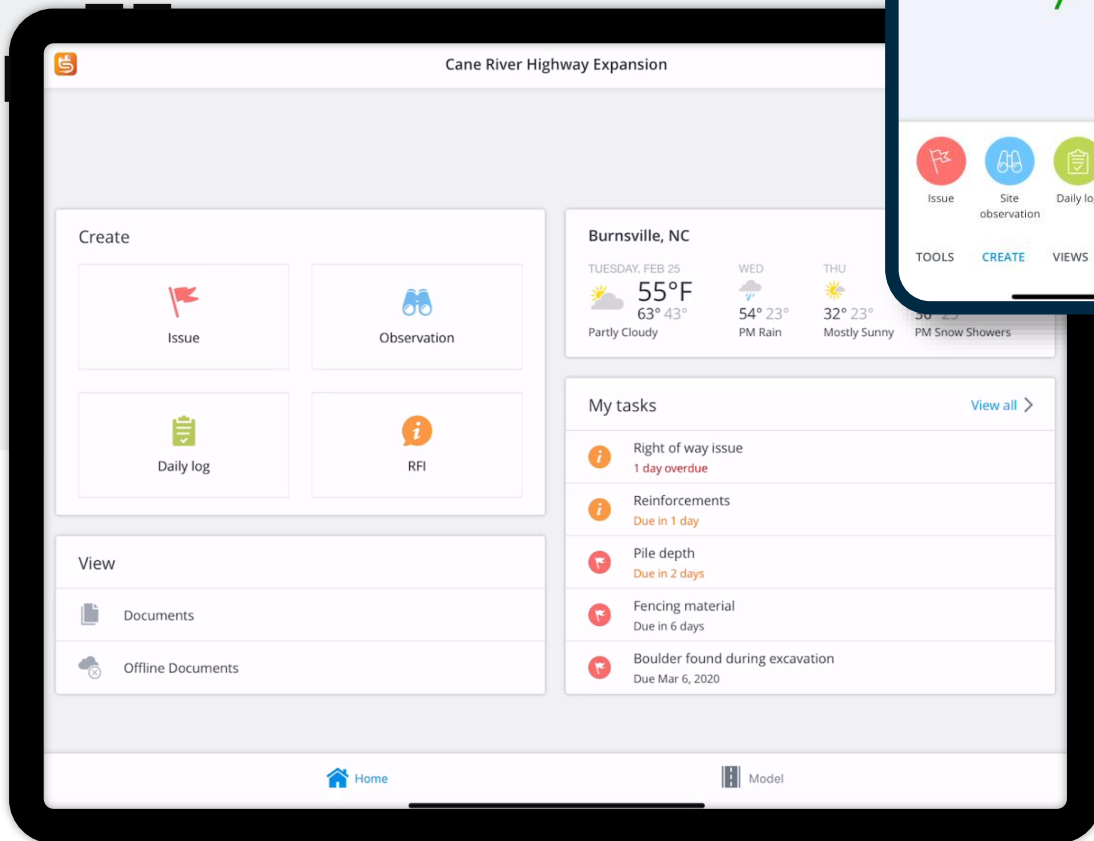 Cane River Highway Expansion
Create
Issue
Observation
Daily log
RFI
View
Documents
Offline Documents
Burnsville, NC
TUESDAY, FEB 25
55°F
63° 43°
Partly Cloudy
WED
54° 23°
PM Rain
THU
32° 23°
Mostly Sunny
PM Snow Showers
My tasks
View all
Right of way issue
1 day overdue
Reinforcements
Due in 1 day
Pile depth
Due in 2 days
Fencing material
Due in 6 days
Boulder found during excavation
Due Mar 6, 2020
Home
Model
Issue
Site
observation
Daily lo
TOOLS
CREATE
VIEWS